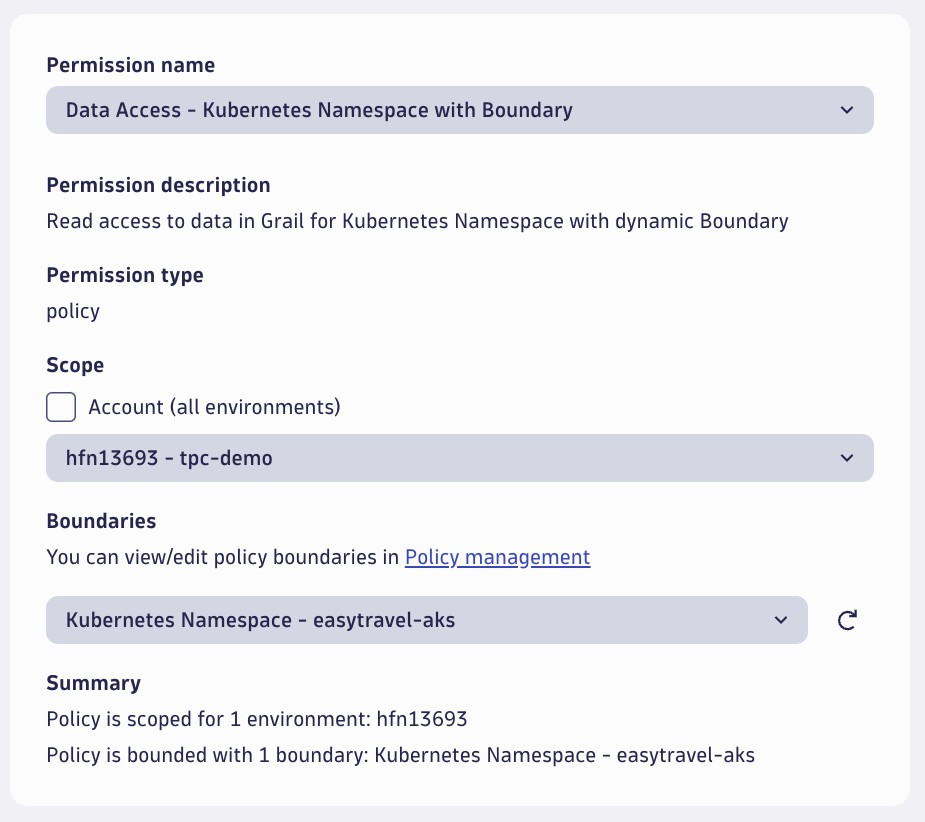 Permission name
Data Access - Kubernetes Namespace with Boundary
Permission description
Read access to data in Grail for Kubernetes Namespace with dynamic Boundary
Permission type
policy
Scope
Account (all environments)
hfn13693 - tpc-demo
Boundaries
You can view/edit policy boundaries in Policy management
Kubernetes Namespace - easytravel-aks
Summary
Policy is scoped for 1 environment: hfn13693
Policy is bounded with 1 boundary: Kubernetes Namespace - easytravel-aks